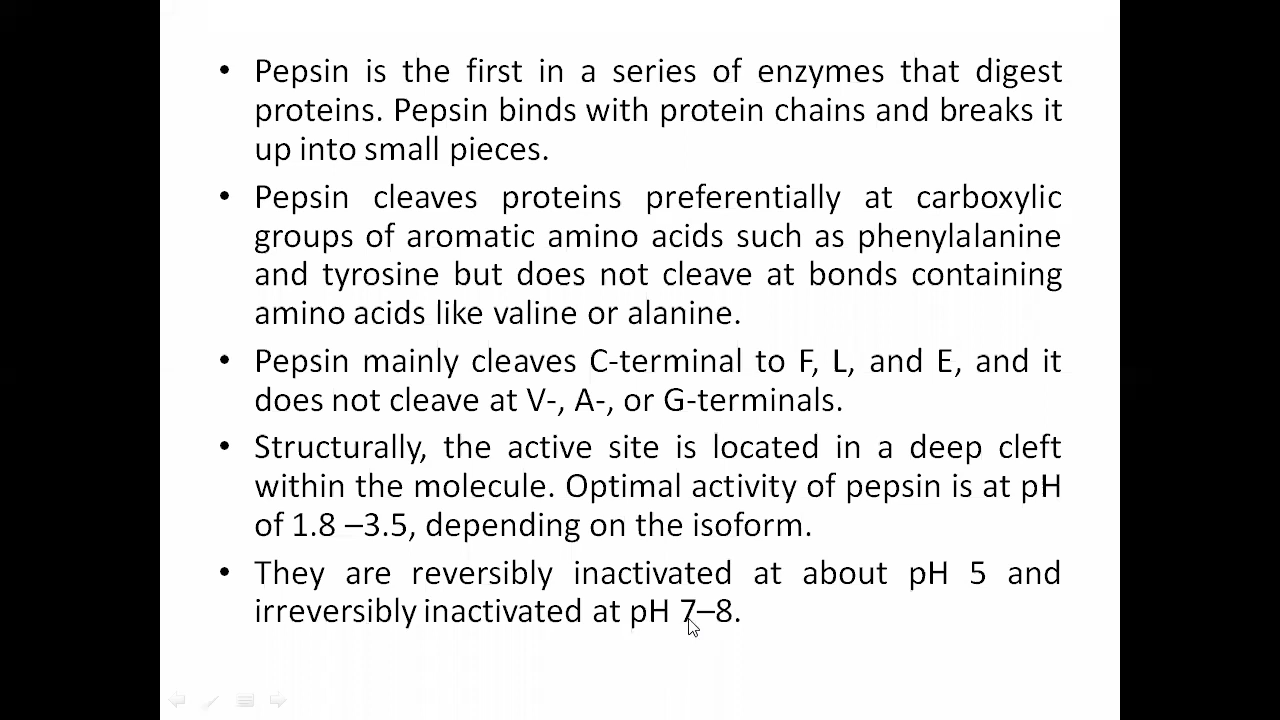 • Pepsin is the first in a series of enzymes that digest
proteins. Pepsin binds with protein chains and breaks it
up into small pieces.
• Pepsin cleaves proteins preferentially at carboxylic
groups of aromatic amino acids such as phenylalanine
and tyrosine but does not cleave at bonds containing
amino acids like valine or alanine.
• Pepsin mainly cleaves C-terminal to F, L, and E, and it
does not cleave at V-, A-, or G-terminals.
• Structurally, the active site is located in a deep cleft
within the molecule. Optimal activity of pepsin is at pH
of 1.8 –3.5, depending on the isoform.
• They are reversibly inactivated at about pH 5 and
irreversibly inactivated at pH 7–8.